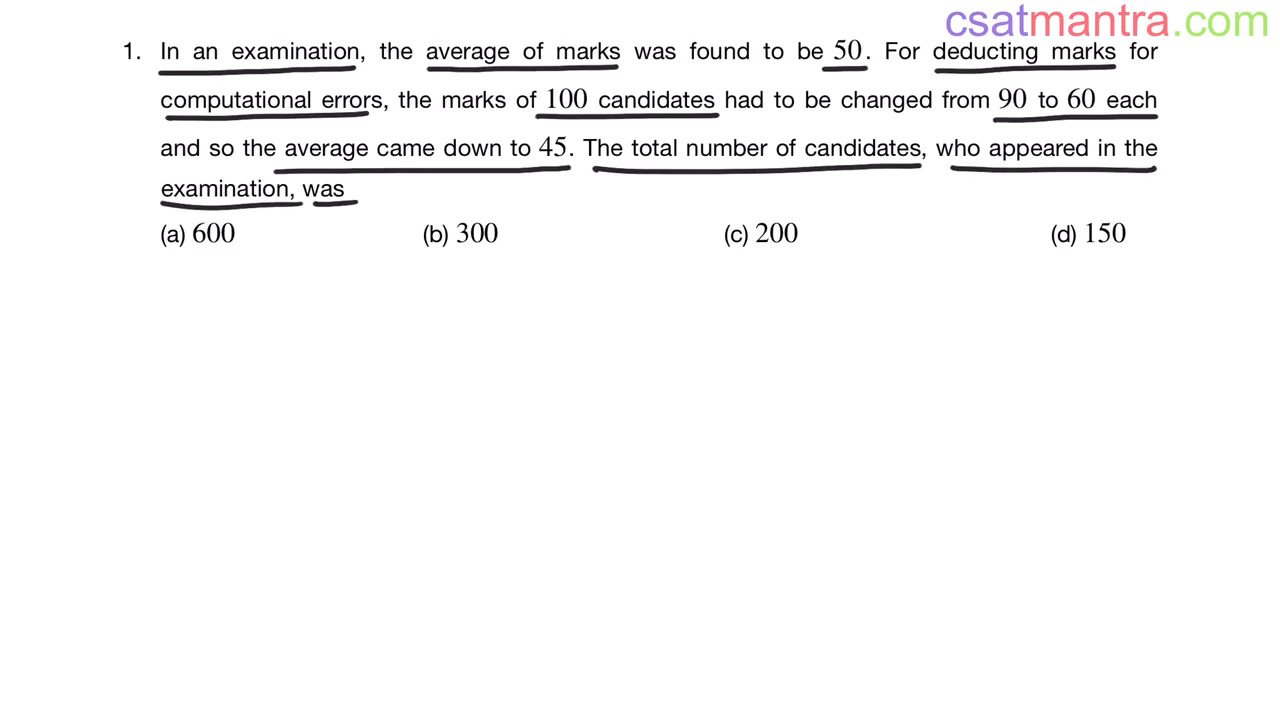 csatmantra.com
1. In an examination, the average of marks was found to be 50. For deducting marks for
computational errors, the marks of 100 candidates had to be changed from 90 to 60 each
and so the average came down to 45. The total number of candidates, who appeared in the
examination, was
(a) 600 (b) 300 (c) 200 (d) 150